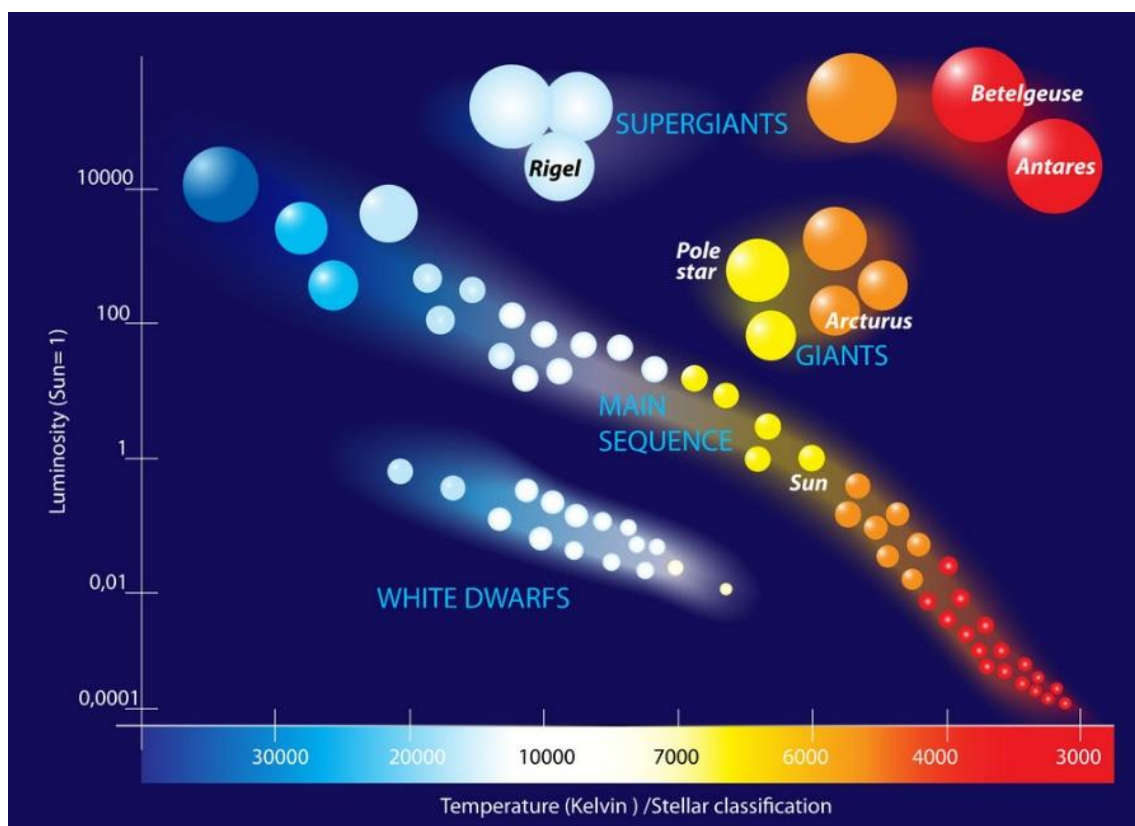 Betelgeuse
SUPERGIANTS
Rigel
Antares
10000
Pole
star
100
Arcturus
GIANTS
MAIN
SEQUENCE
Luminosity (Sun= 1)
1
Sun
0,01
WHITE DWARFS
0,0001
30000 20000 10000 7000 6000 4000 3000
Temperature (Kelvin ) /Stellar classification